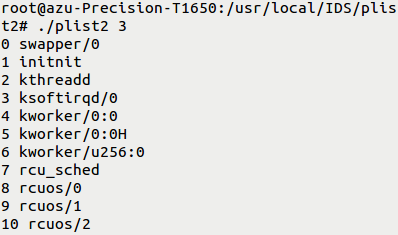 root@azu-Precision-T1650:/usr/local/IDS/plis
t2# ./plist2 3
0 swapper/0
1 initnit
2 kthreadd
3 ksoftirqd/0
4 kworker/0:0
5 kworker/0:0H
6 kworker/u256:0
7 rcu_sched
8 rcuos/0
9 rcuos/1
10 rcuos/2